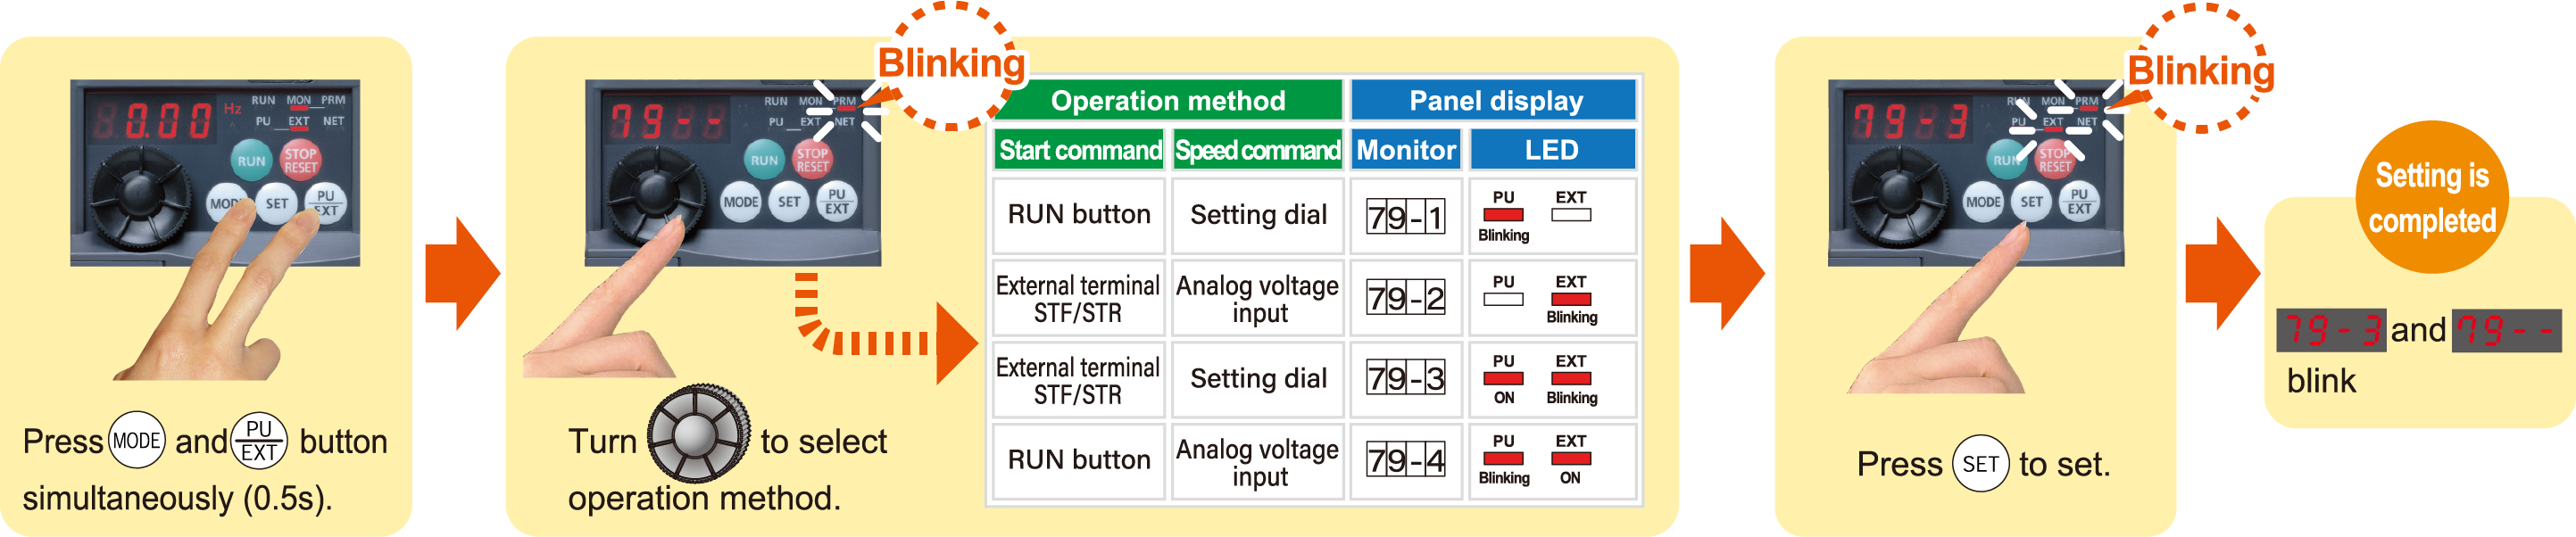 0.00 Hz
RUN MON PRM
PU EXT NET
RUN
STOP
RESET
MODE
SET
PU
EXT
Press MODE and PU/EXT button
simultaneously (0.5s).
Blinking
79--
RUN MON PRM
PU EXT NET
RUN
STOP
RESET
MODE
SET
PU
EXT
Turn to select
operation method.
Operation method Panel display
Start command Speed command Monitor LED
RUN button Setting dial 79-1 PU EXT
Blinking
External terminal
STF/STR
Analog voltage
input
79-2
PU EXT
Blinking
External terminal
STF/STR
Setting dial
79-3
PU EXT
ON Blinking
RUN button
Analog voltage
input
79-4
PU EXT
Blinking ON
Blinking
79-3
RUN MON PRM
PU EXT NET
RUN
STOP
RESET
MODE
SET
PU
EXT
Press SET to set.
Setting is
completed
79-3 and 79--
blink